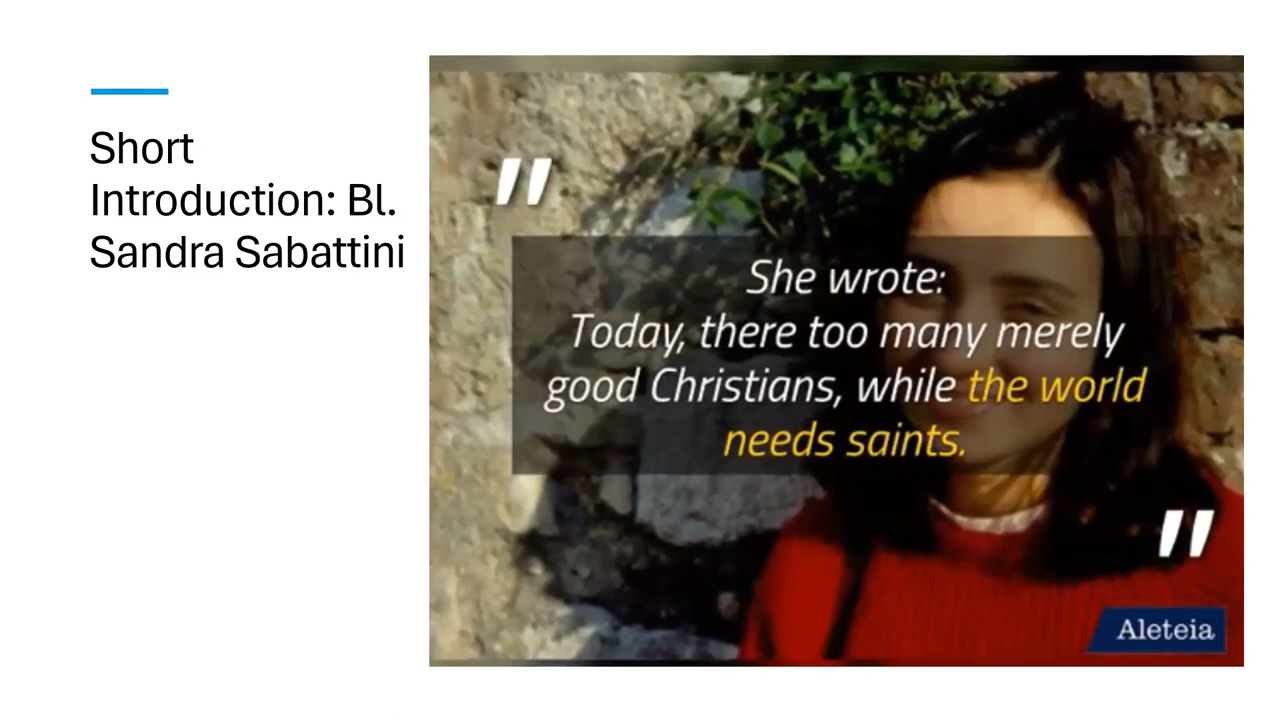 Short
Introduction: Bl.
Sandra Sabattini
"
She wrote:
Today, there too many merely
good Christians, while the world
needs saints.
"
Aleteia